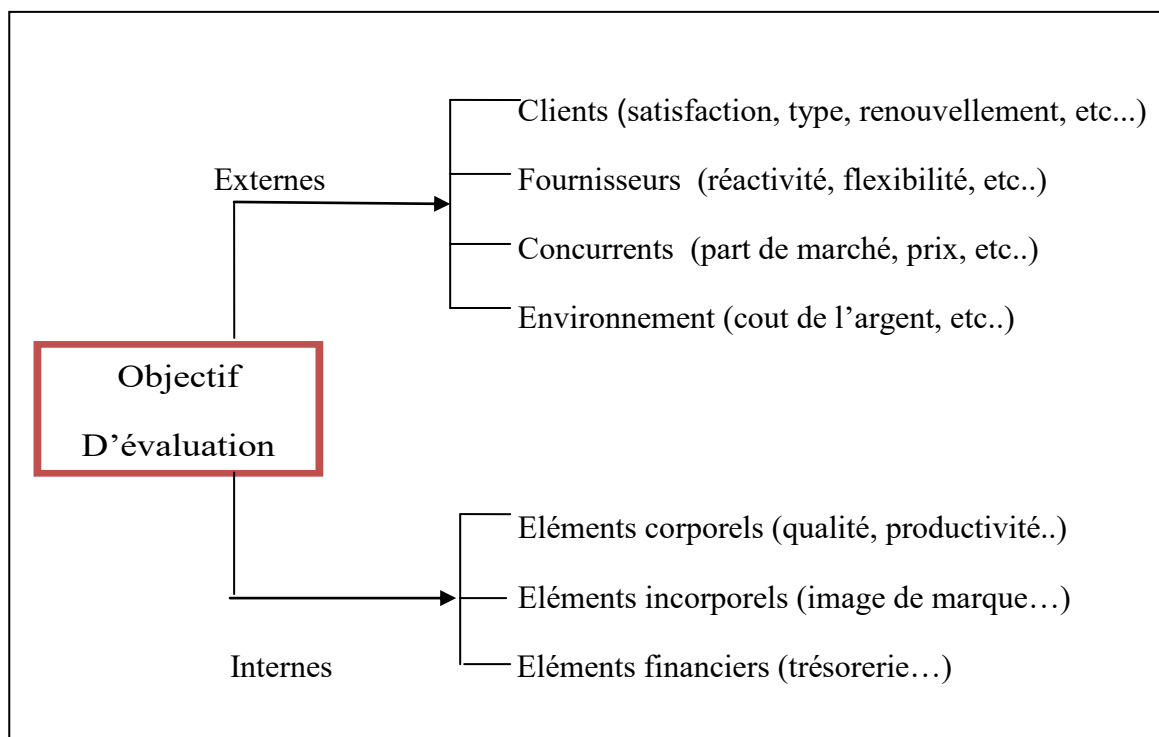 Clients (satisfaction, type, renouvellement, etc...)
Externes
Fournisseurs (réactivité, flexibilité, etc..)
Concurrents (part de marché, prix, etc..)
Environnement (cout de l’argent, etc..)
Objectif
D’évaluation
Eléments corporels (qualité, productivité..)
Eléments incorporels (image de marque…)
Internes
Eléments financiers (trésorerie…)